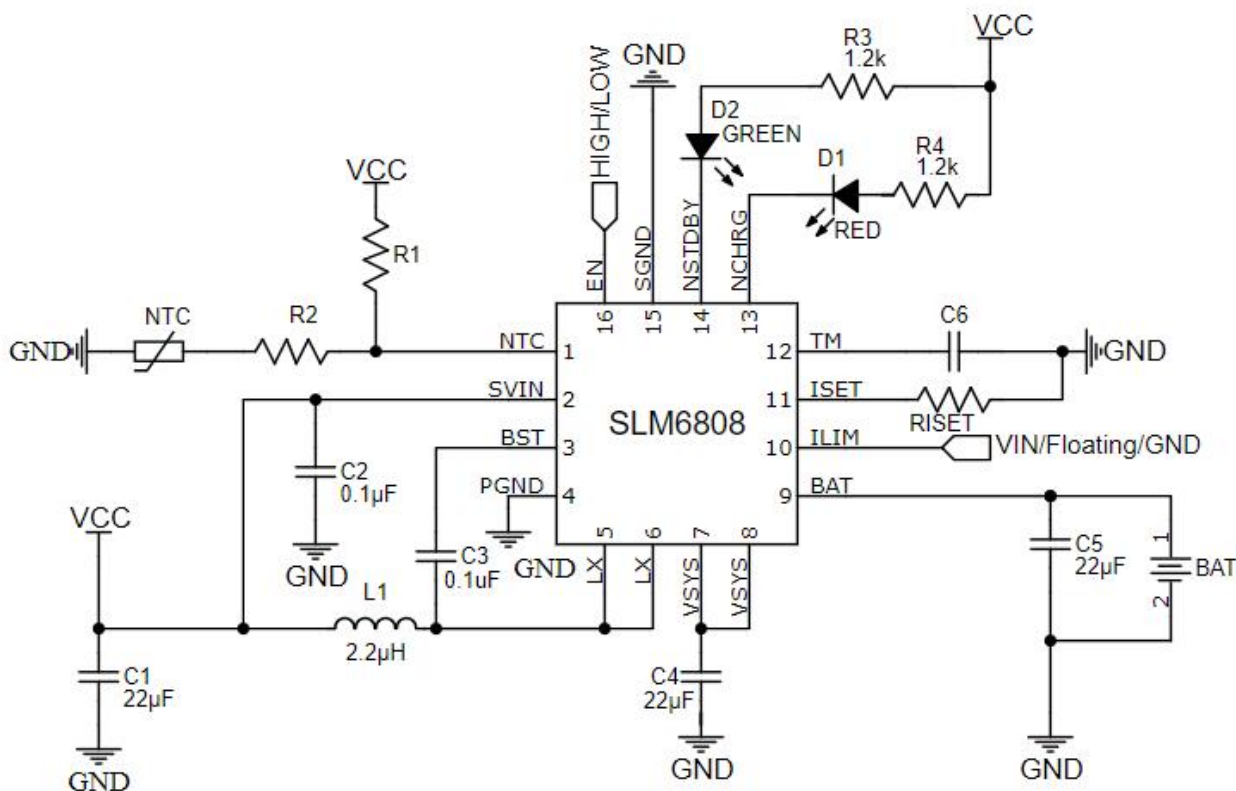 VCC
R3
1.2k
GND
HIGH/LOW
D2
GREEN
R4
1.2k
D1
RED
VCC
R1
EN
SGND
NSTDBY
NCHRG
16
15
14
13
NTC
R2
GND
NTC
1
SVIN
2
BST
3
PGND
4
SLM6808
12
TM
C6
GND
11
ISET
RISET
10
ILIM
VIN/Floating/GND
9
BAT
C2
0.1µF
GND
VCC
C3
0.1uF
GND
5
6
7
8
LX
LX
VSYS
VSYS
L1
2.2µH
C1
22µF
GND
C4
22µF
GND
C5
22µF
1
2
BAT
GND